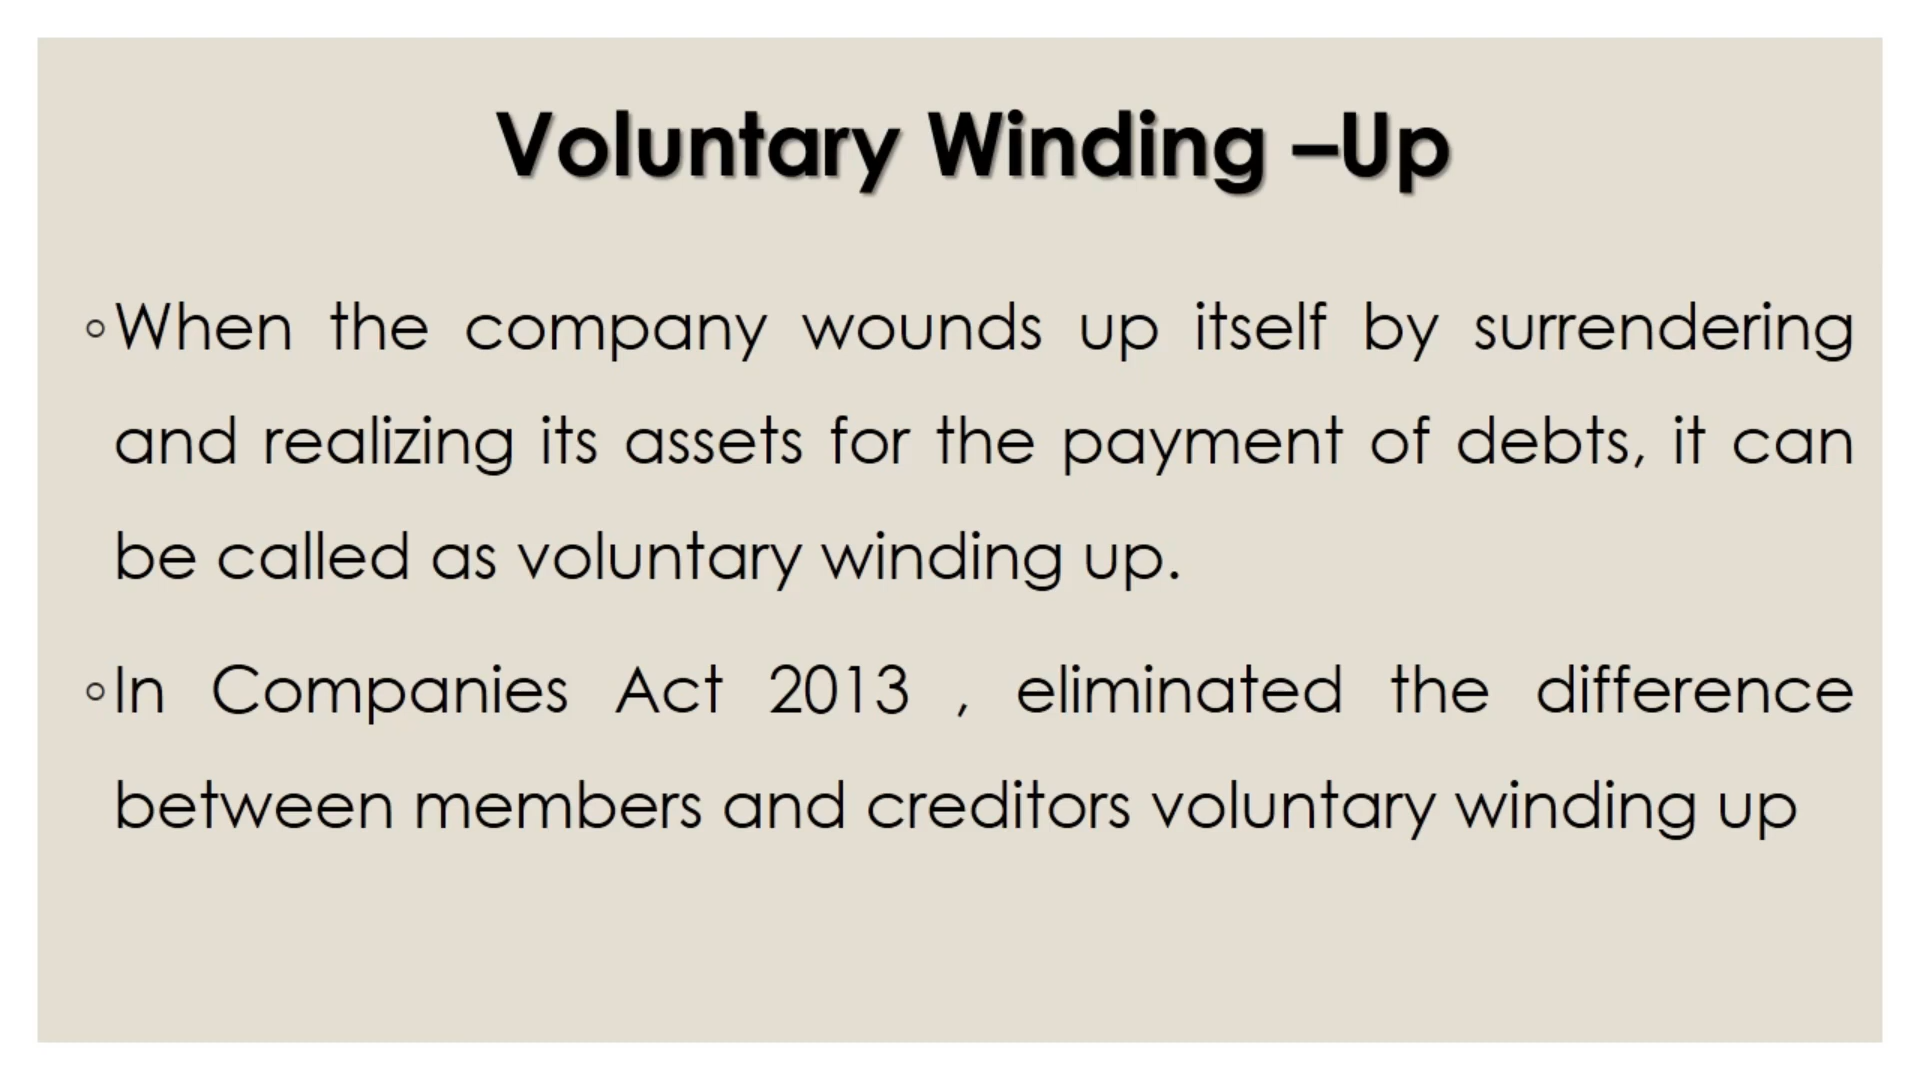 Voluntary Winding –Up
◦When the company wounds up itself by surrendering
and realizing its assets for the payment of debts, it can
be called as voluntary winding up.
◦In Companies Act 2013 , eliminated the difference
between members and creditors voluntary winding up